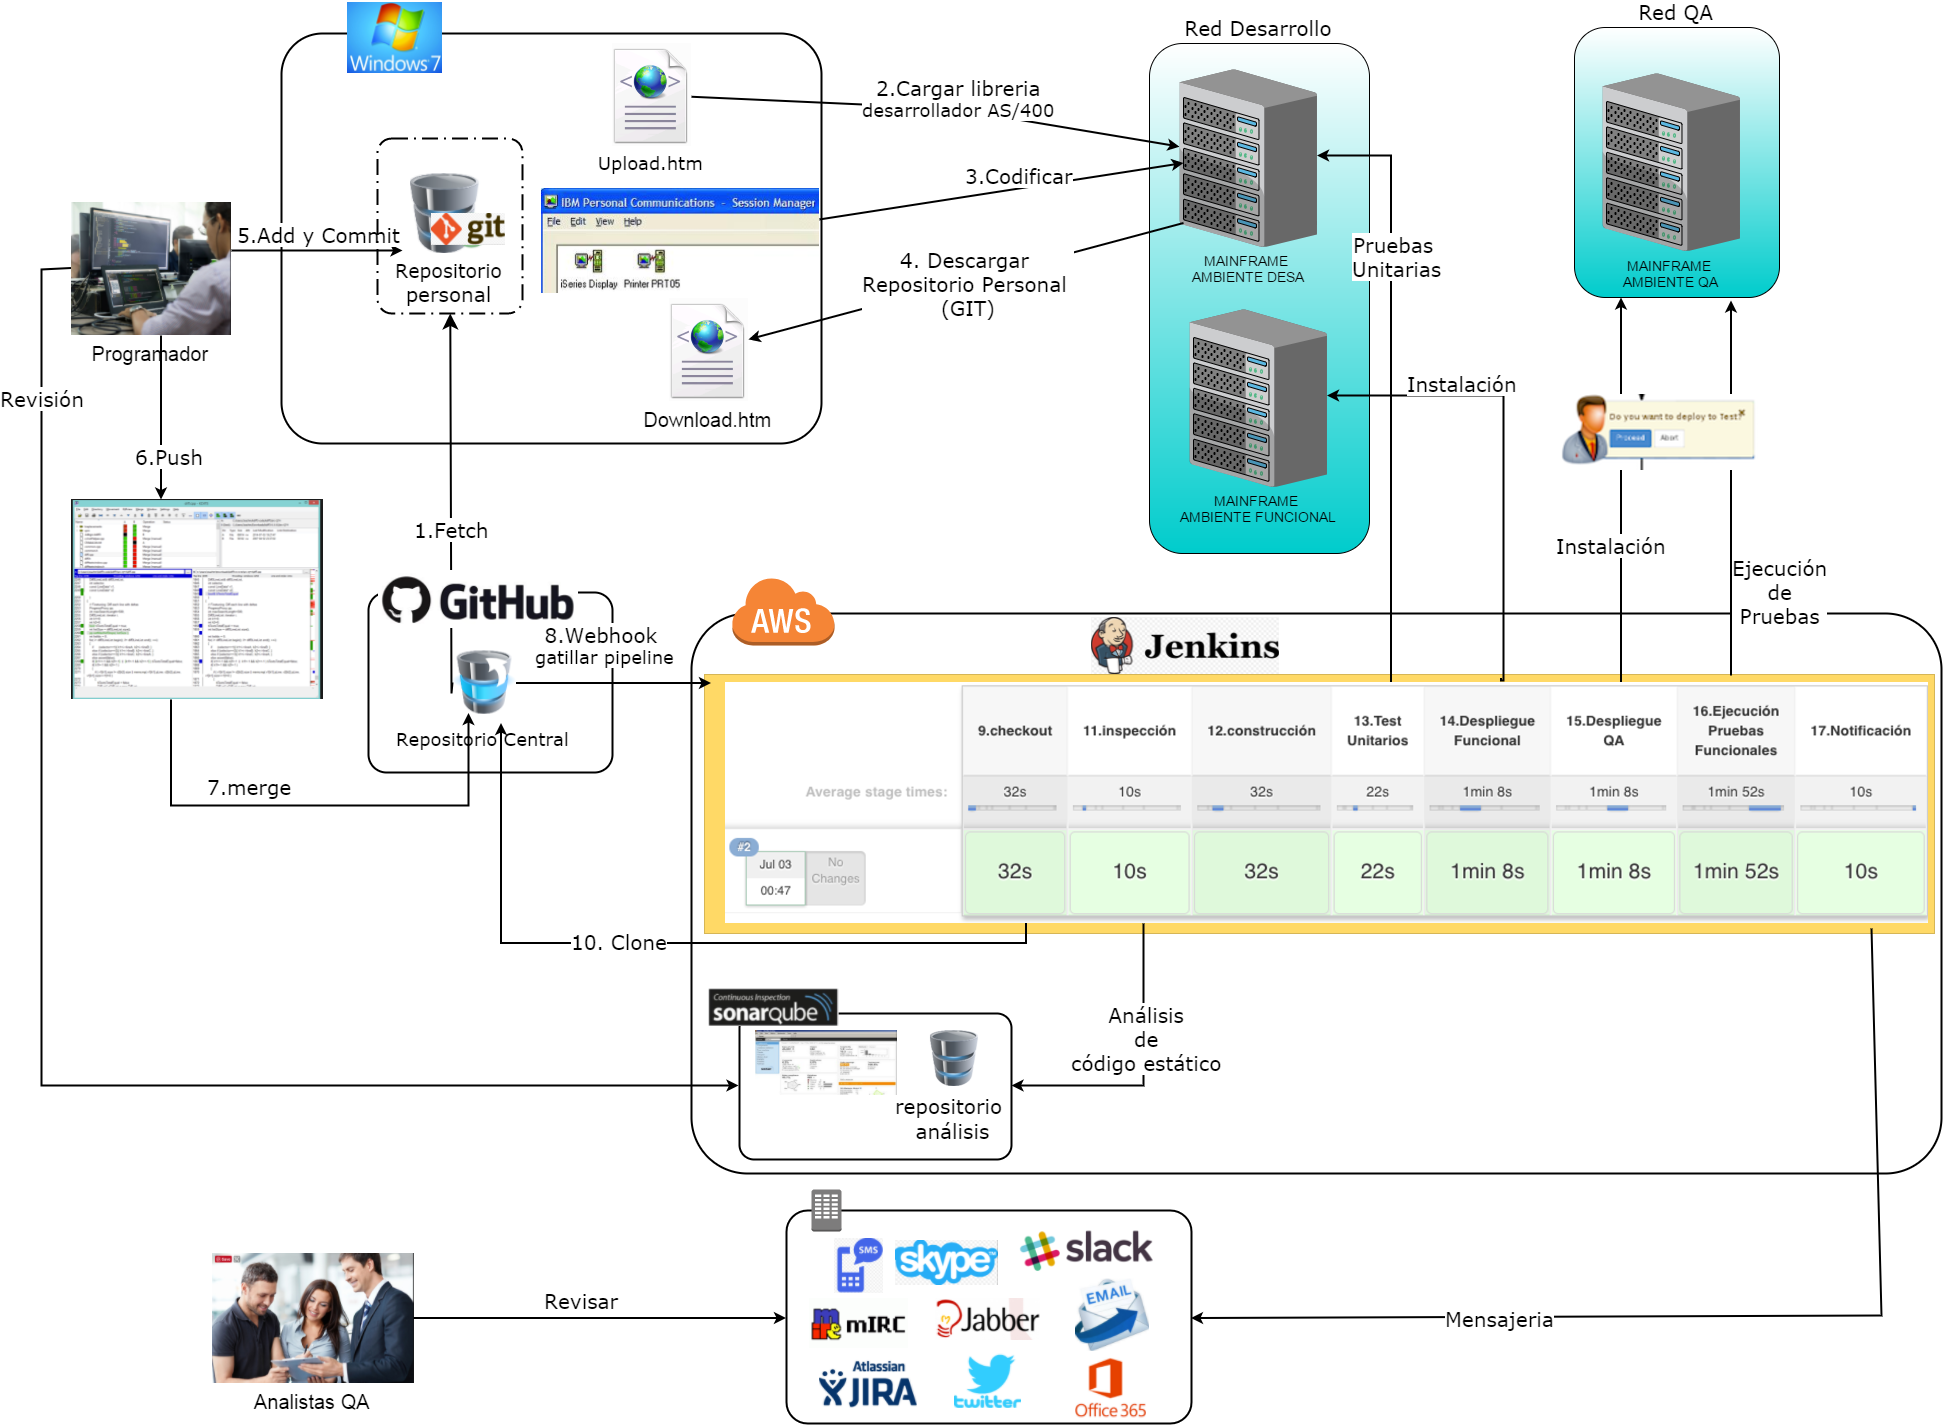 Windows 7
Upload.htm
2.Cargar libreria
desarrollador AS/400
Red Desarrollo
Red QA
IBM Personal Communications - Session Manager
File Edit View Help
iSeries Display
Printer PRT05
3.Codificar
4. Descargar
Repositorio Personal
(GIT)
git
Repositorio
personal
5.Add y Commit
Programador
Revisión
6.Push
Download.htm
MAINFRAME
AMBIENTE DESA
MAINFRAME
AMBIENTE FUNCIONAL
MAINFRAME
AMBIENTE QA
Pruebas
Unitarias
Instalación
Do you want to deploy to Test?
Proceed
Abort
Instalación
Ejecución
de
Pruebas
1.Fetch
GitHub
Repositorio Central
7.merge
8.Webhook
gatillar pipeline
AWS
Jenkins
9.checkout
11.inspección
12.construcción
13.Test
Unitarios
14.Despliegue
Funcional
15.Despliegue
QA
16.Ejecución
Pruebas
Funcionales
17.Notificación
Average stage times:
32s
10s
32s
22s
1min 8s
1min 8s
1min 52s
10s
#2
Jul 03
00:47
No
Changes
32s
10s
32s
22s
1min 8s
1min 8s
1min 52s
10s
10. Clone
Continuous Inspection
sonarqube
repositorio
análisis
Análisis
de
código estático
Revisar
Analistas QA
Mensajeria
SMS
skype
slack
mIRC
Jabber
EMAIL
Atlassian
JIRA
twitter
Office 365